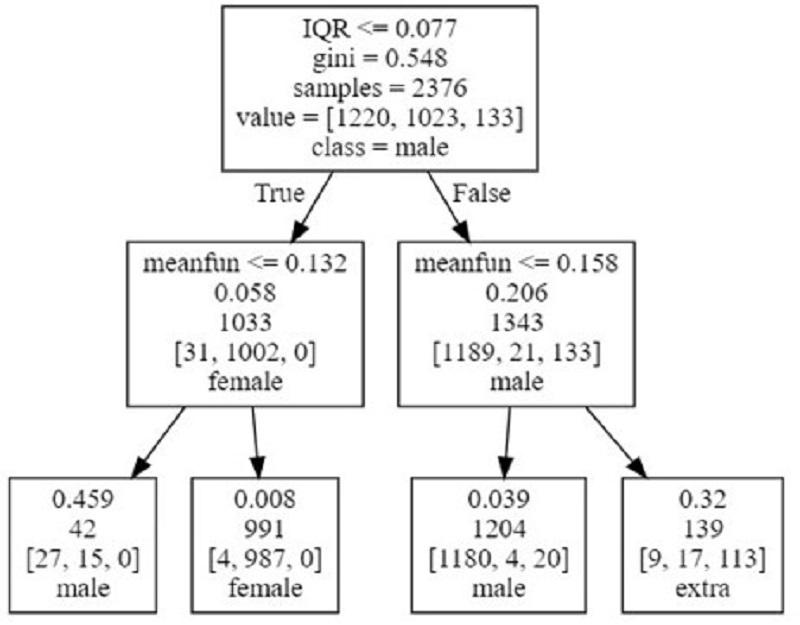 IQR <= 0.077
gini = 0.548
samples = 2376
value = [1220, 1023, 133]
class = male
True
False
meanfun <= 0.132
0.058
1033
[31, 1002, 0]
female
meanfun <= 0.158
0.206
1343
[1189, 21, 133]
male
0.459
42
[27, 15, 0]
male
0.008
991
[4, 987, 0]
female
0.039
1204
[1180, 4, 20]
male
0.32
139
[9, 17, 113]
extra